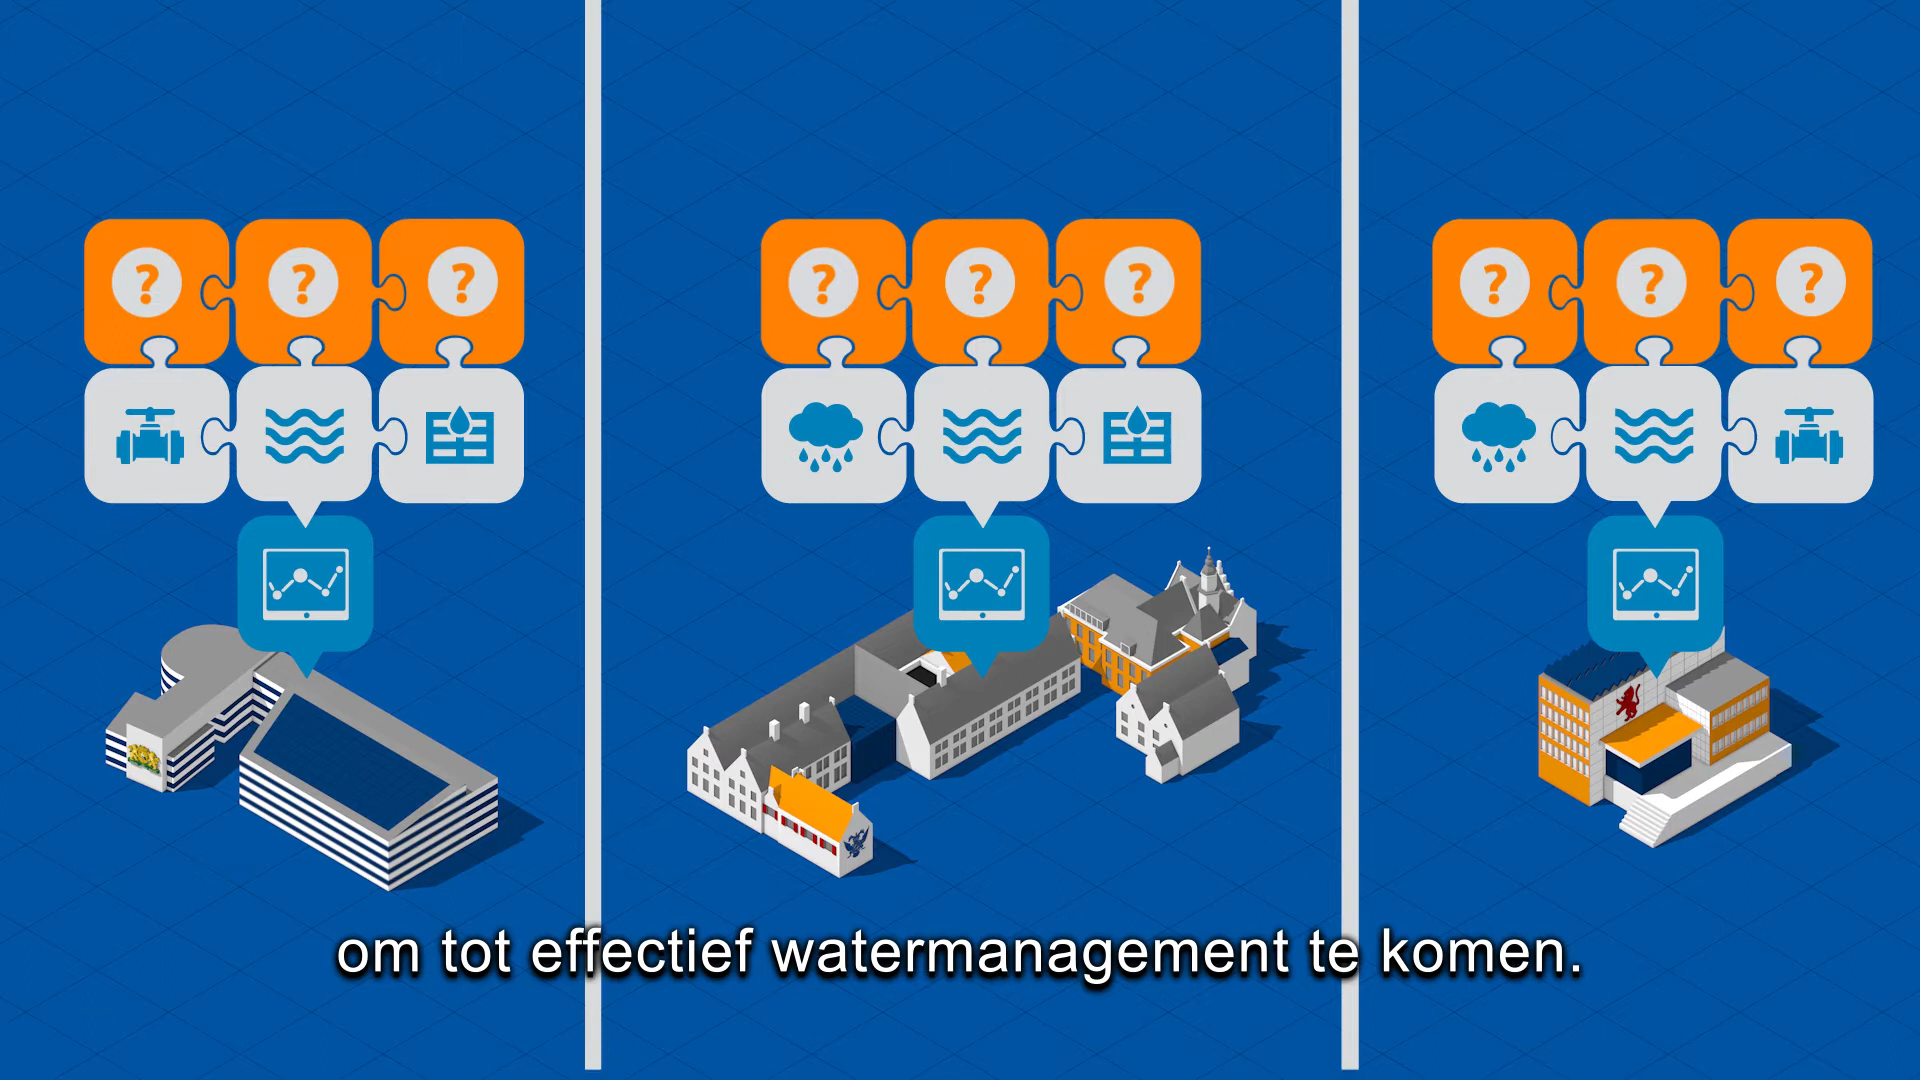 ? ? ?
? ? ?
? ? ?
om tot effectief watermanagement te komen.